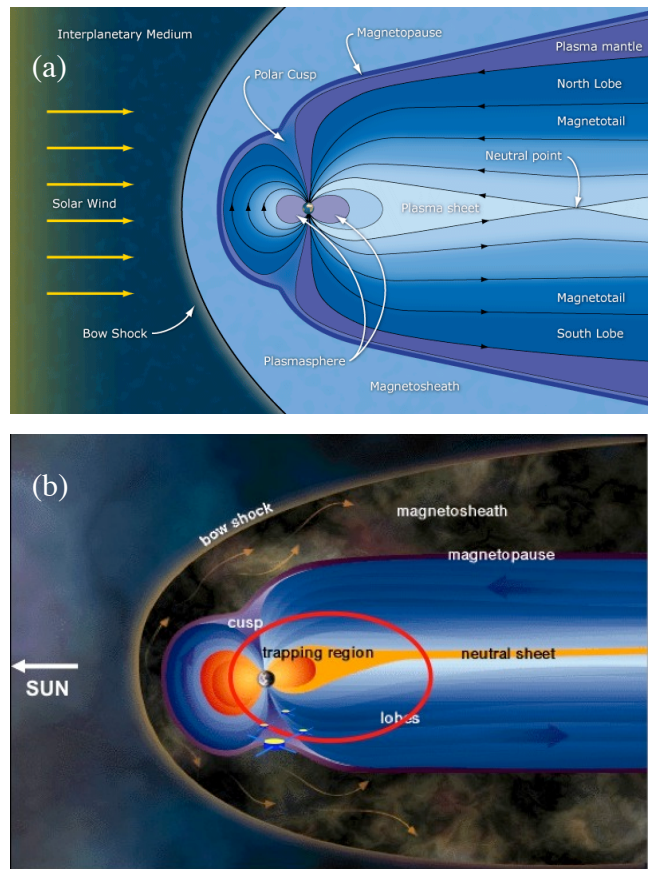 Interplanetary Medium
(a)
Magnetopause
Plasma mantle
Polar Cusp
North Lobe
Magnetotail
Neutral point
Solar Wind
Plasma sheet
Magnetotail
Bow Shock
South Lobe
Plasmasphere
Magnetosheath
(b)
bow shock
magnetosheath
magnetopause
cusp
trapping region
neutral sheet
SUN
lobes